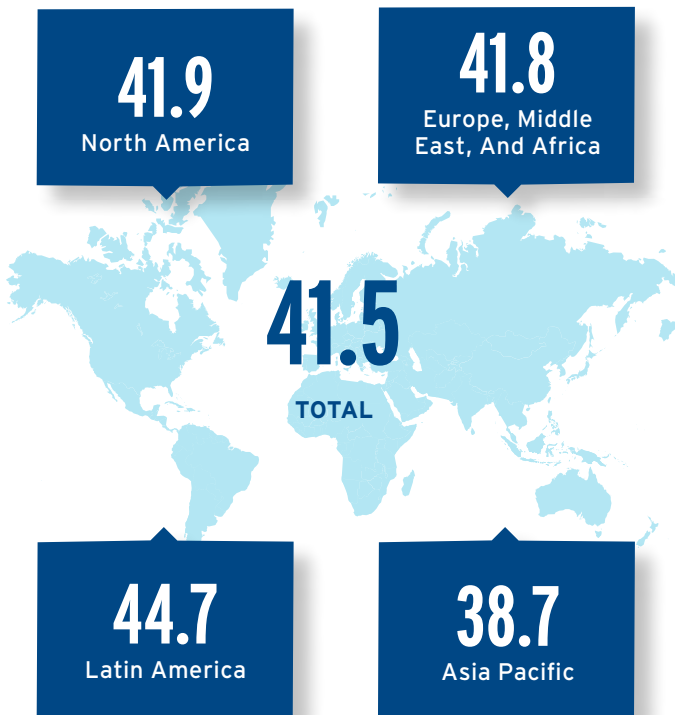 41.9
North America
41.8
Europe, Middle
East, And Africa
41.5
TOTAL
44.7
Latin America
38.7
Asia Pacific